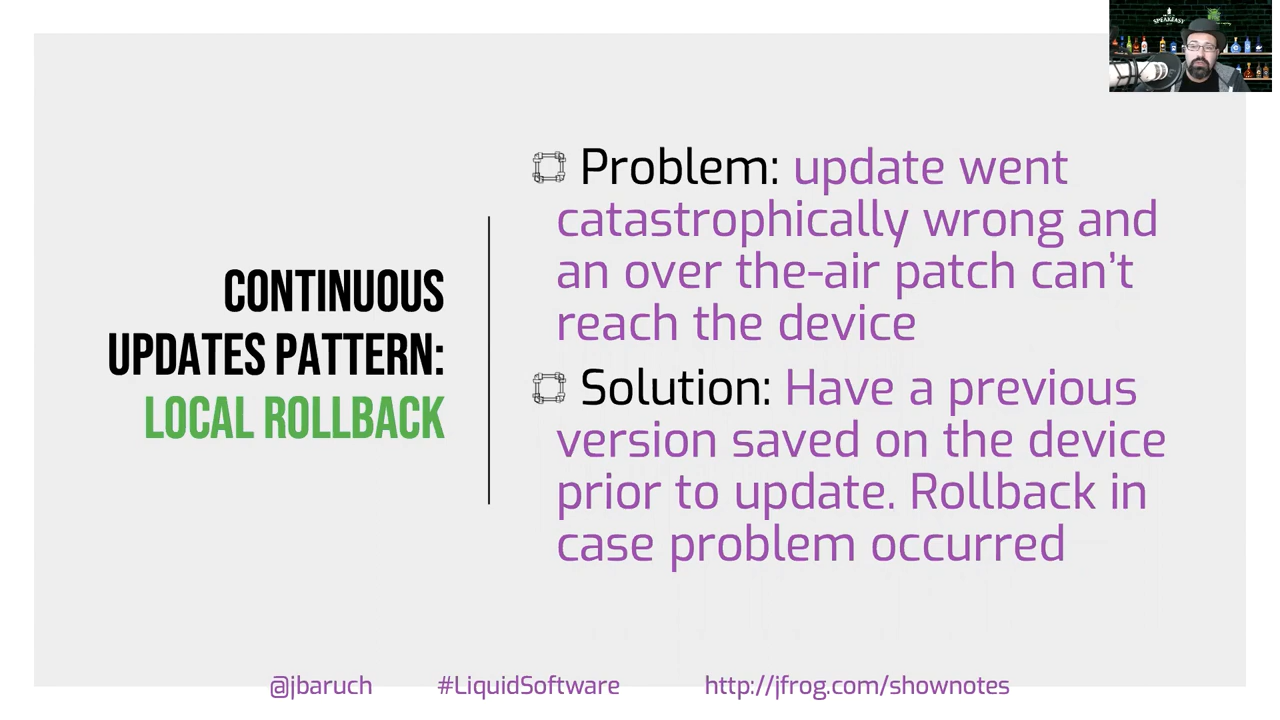 SPEAKEASY
CONTINUOUS
UPDATES PATTERN:
LOCAL ROLLBACK
Problem: update went
catastrophically wrong and
an over the-air patch can’t
reach the device
Solution: Have a previous
version saved on the device
prior to update. Rollback in
case problem occurred
@jbaruch
#LiquidSoftware
http://jfrog.com/shownotes